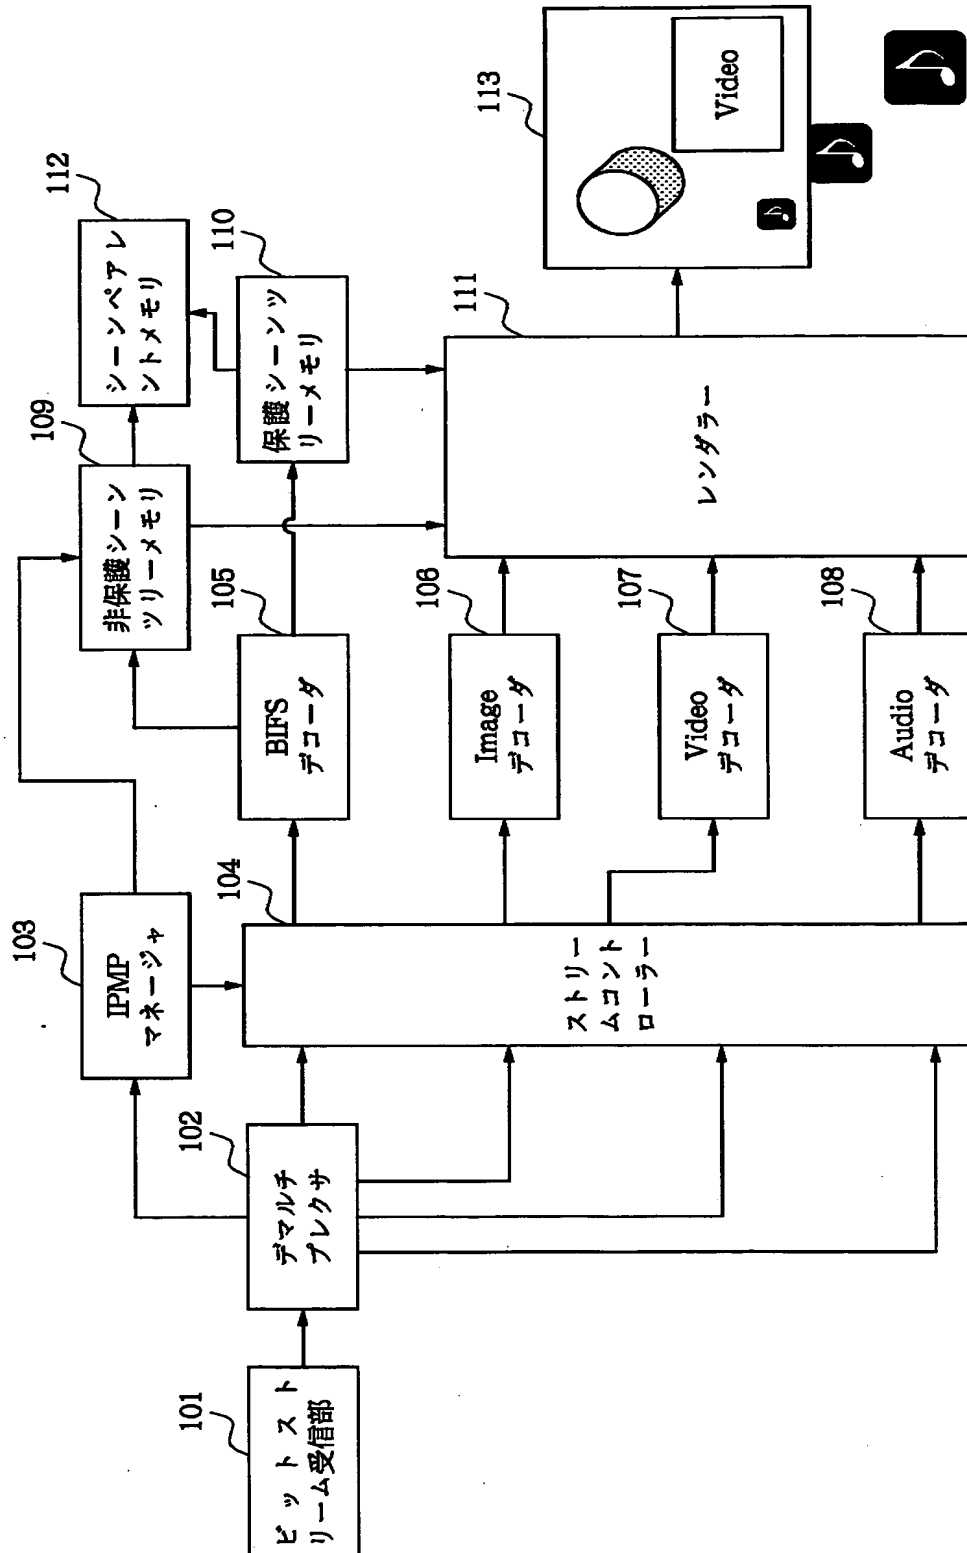 101
ビットスト
リーム受信部
102
デマルチ
プレクサ
103
IPMP
マネージャ
104
ストリー
ムコント
ローラー
105
BIFS
デコーダ
106
Image
デコーダ
107
Video
デコーダ
108
Audio
デコーダ
109
非保護シーン
ツリーメモリ
110
保護シーンツ
リーメモリ
111
レンダラー
112
シーンペアレ
ントメモリ
113
Video